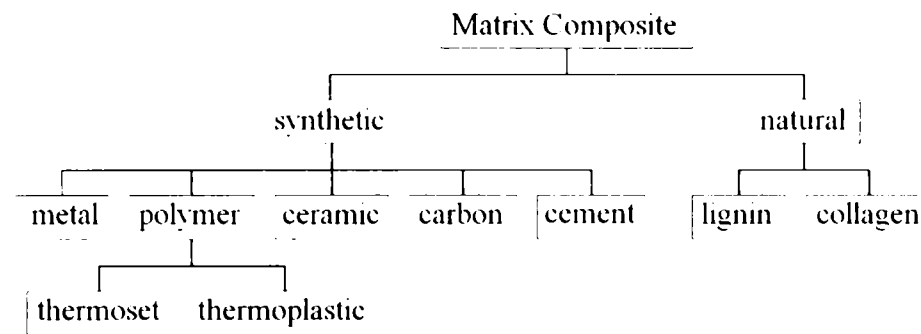 Matrix Composite
synthetic natural
metal polymer ceramic carbon cement lignin collagen
thermoset thermoplastic